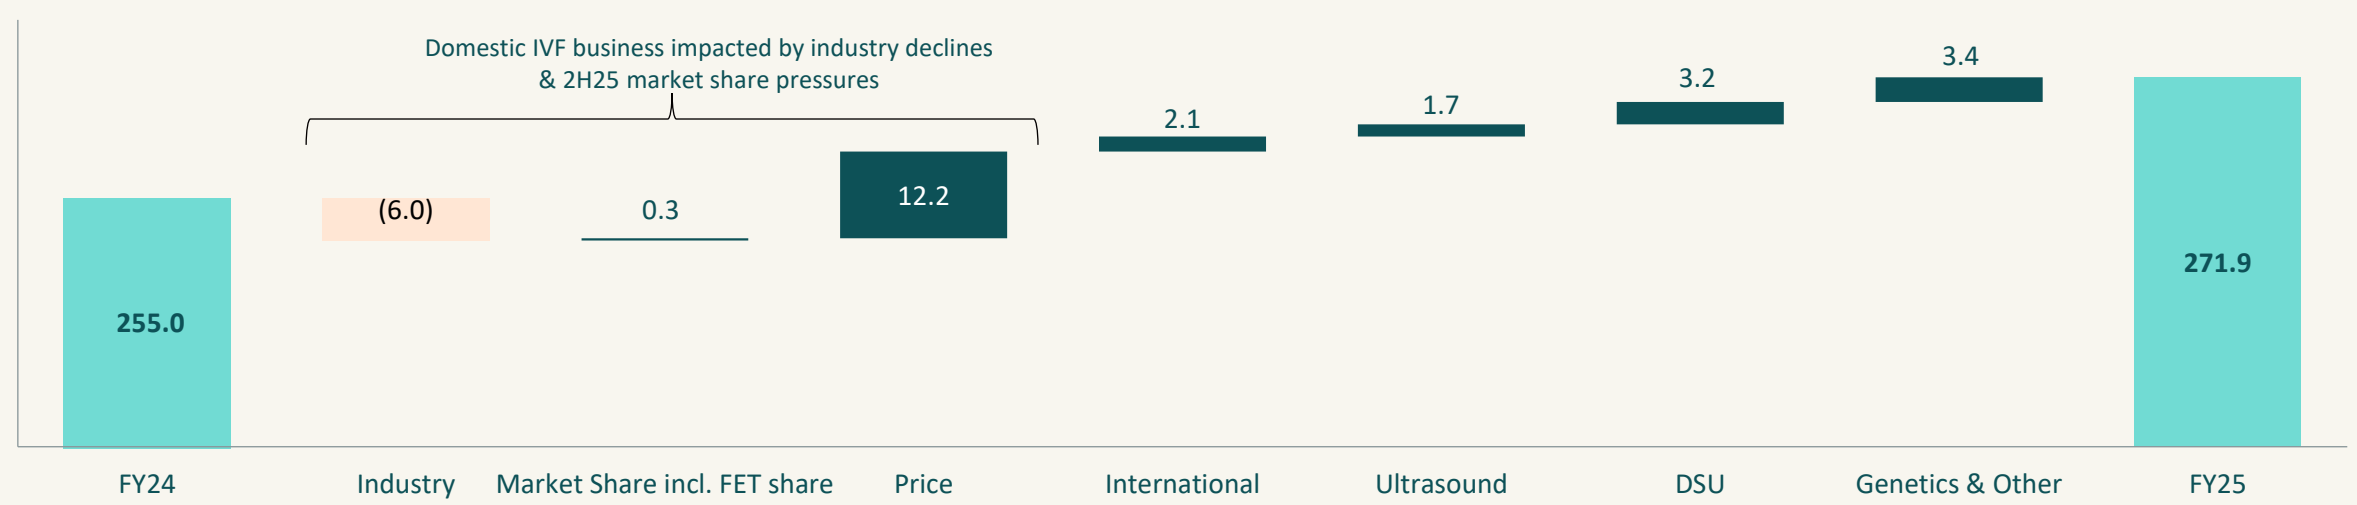 Domestic IVF business impacted by industry declines
& 2H25 market share pressures
3.4
3.2
1.7
2.1
(6.0)
0.3
12.2
255.0
271.9
FY24
Industry
Market Share incl. FET share
Price
International
Ultrasound
DSU
Genetics & Other
FY25